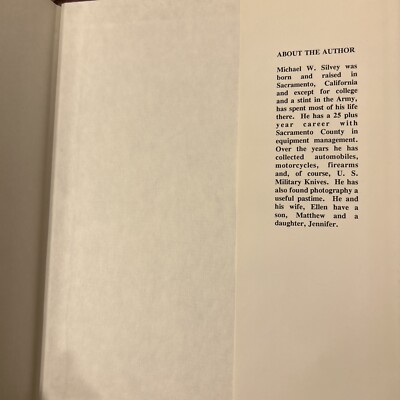 ABOUT THE AUTHOR
Michael W. Silvey was
born and raised in
Sacramento, California
and except for college
and a stint in the Army,
has spent most of his life
there. He has a 25 plus
year career with
Sacramento County in
equipment management.
Over the years he has
collected automobiles,
motorcycles, firearms
and, of course, U. S.
Military Knives. He has
also found photography a
useful pastime. He and
his wife, Ellen have a
son, Matthew and a
daughter, Jennifer.